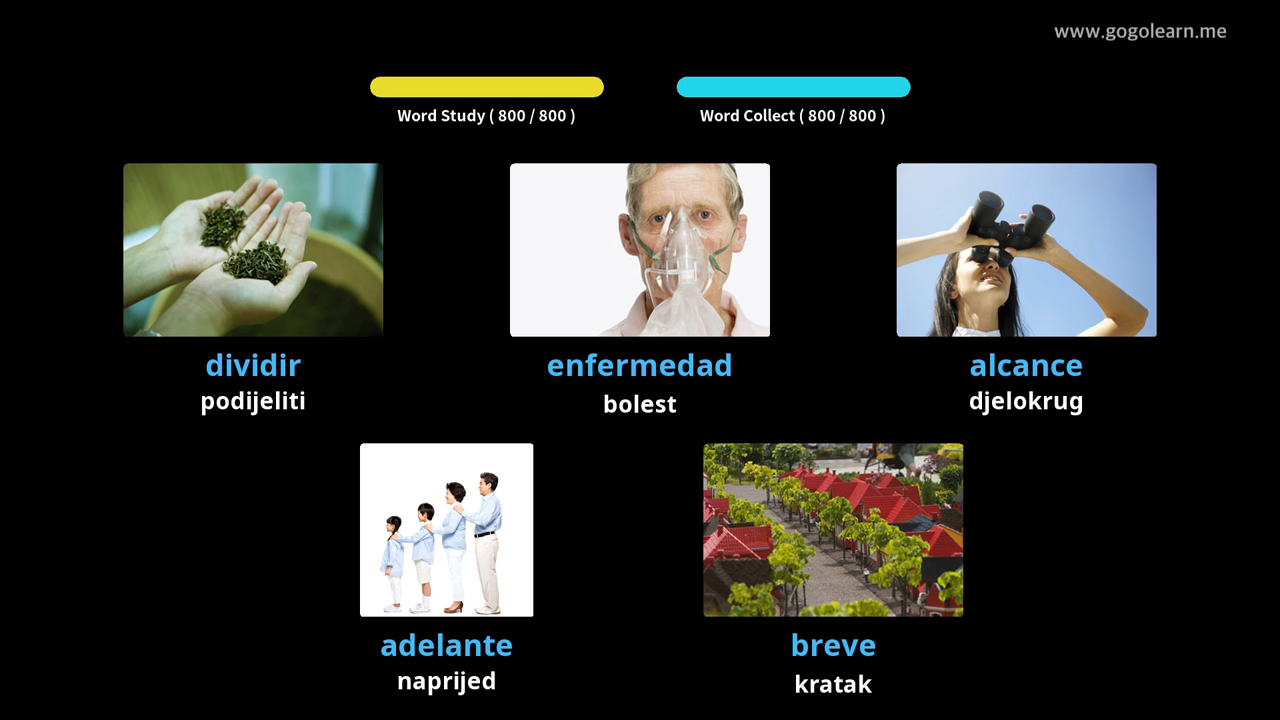 www.gogolearn.me
Word Study ( 800 / 800 )
Word Collect ( 800 / 800 )
dividir
podijeliti
enfermedad
bolest
alcance
djelokrug
adelante
naprijed
breve
kratak